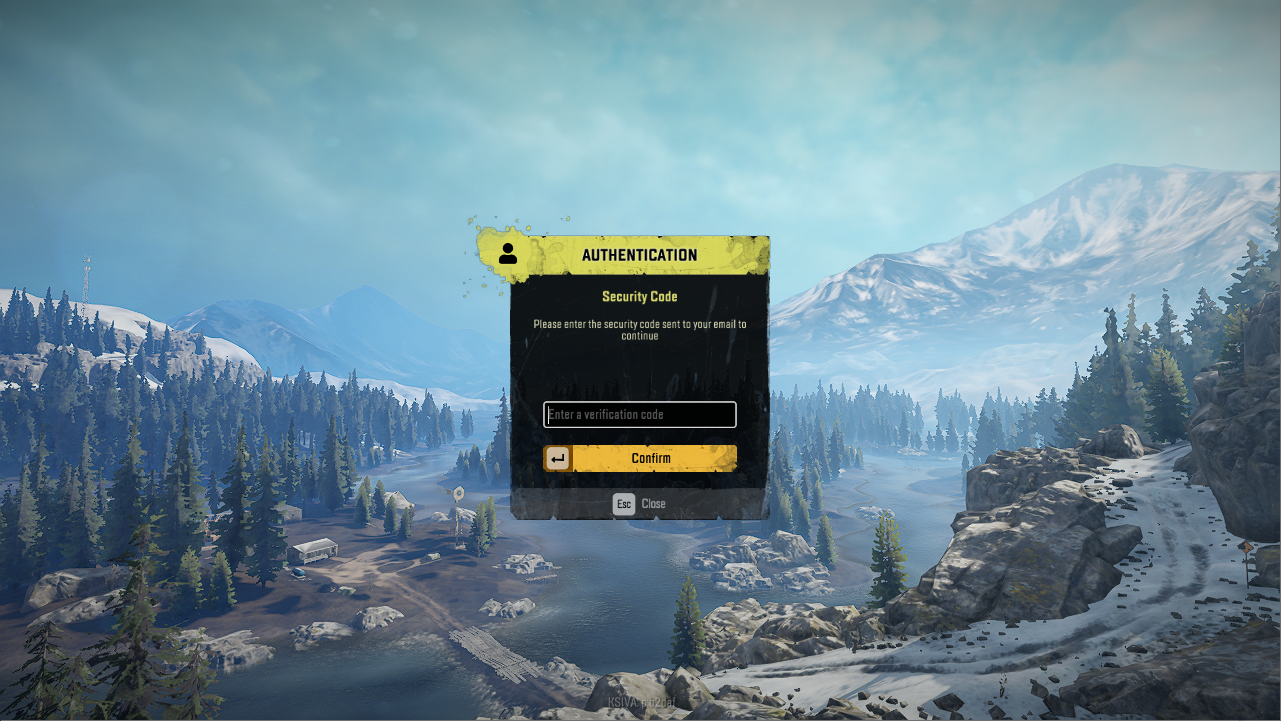 AUTHENTICATION
Security Code
Please enter the security code sent to your email to
continue
Enter a verification code
Confirm
Esc Close